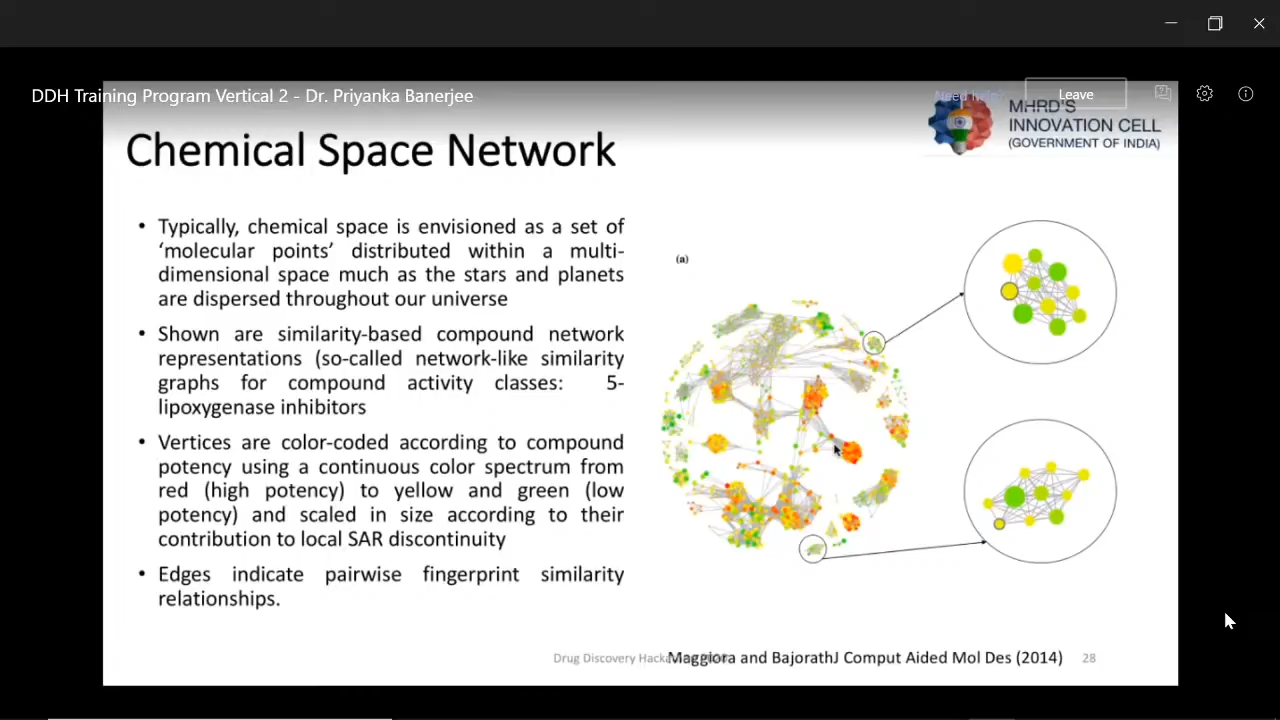 DDH Training Program Vertical 2 - Dr. Priyanka Banerjee
Need help?
Leave
MHRD'S
INNOVATION CELL
(GOVERNMENT OF INDIA)
Chemical Space Network
• Typically, chemical space is envisioned as a set of
'molecular points' distributed within a multi-
dimensional space much as the stars and planets
are dispersed throughout our universe
• Shown are similarity-based compound network
representations (so-called network-like similarity
graphs for compound activity classes: 5-
lipoxygenase inhibitors
• Vertices are color-coded according to compound
potency using a continuous color spectrum from
red (high potency) to yellow and green (low
potency) and scaled in size according to their
contribution to local SAR discontinuity
• Edges indicate pairwise fingerprint similarity
relationships.
(a)
Drug Discovery
Maggiora and BajorathJ Comput Aided Mol Des (2014)
28